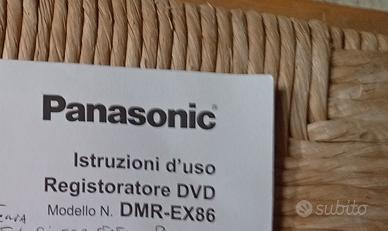 Panasonic
Istruzioni d'uso
Registoratore DVD
Modello N. DMR-EX86
subito